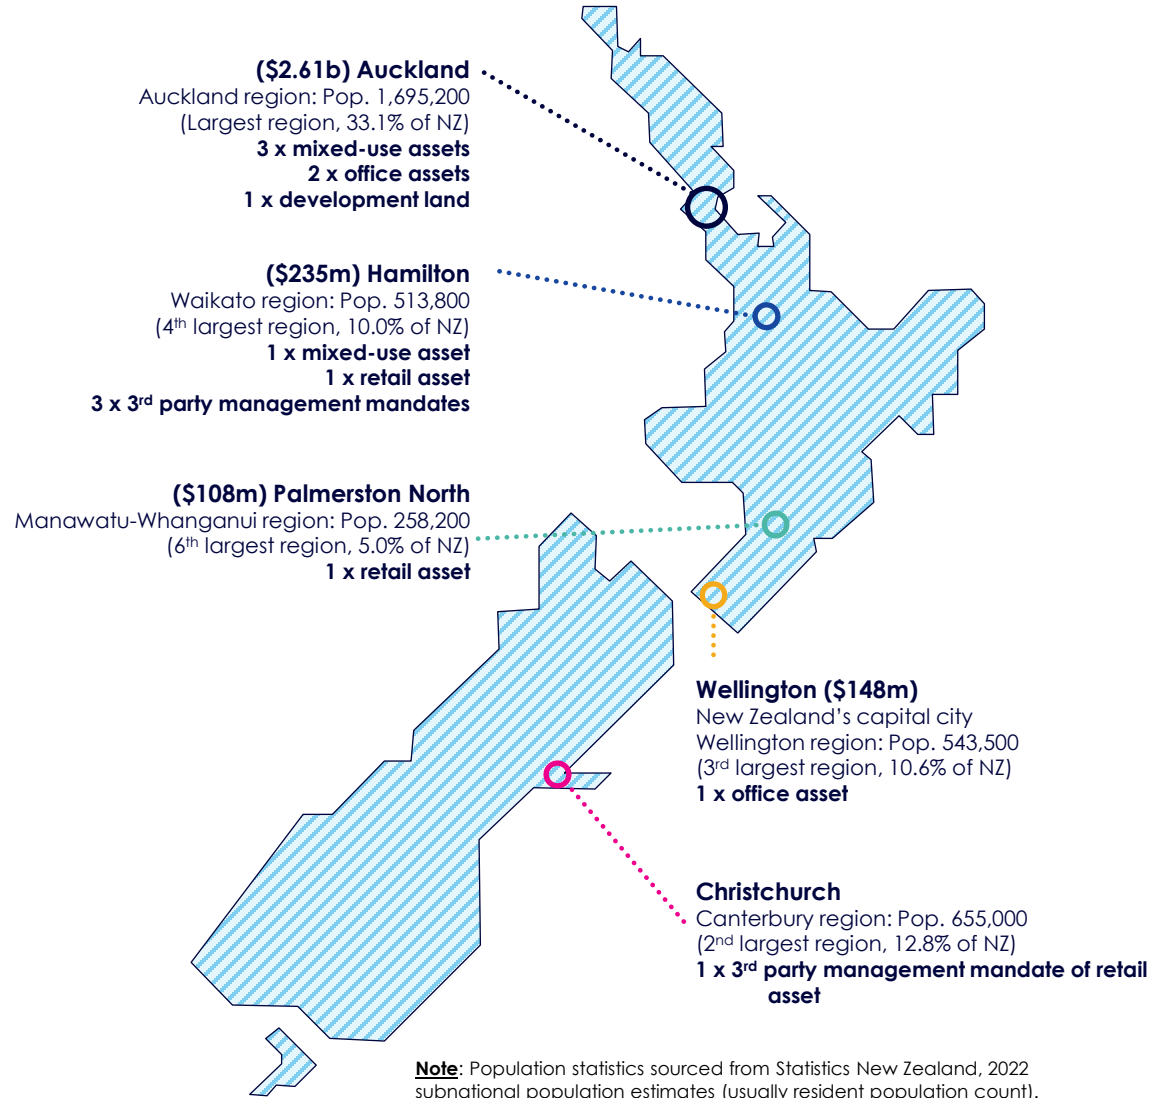 ($2.61b) Auckland
Auckland region: Pop. 1,695,200
(Largest region, 33.1% of NZ)
3 x mixed-use assets
2 x office assets
1 x development land
($235m) Hamilton
Waikato region: Pop. 513,800
(4th largest region, 10.0% of NZ)
1 x mixed-use asset
1 x retail asset
3 x 3rd party management mandates
($108m) Palmerston North
Manawatu-Whanganui region: Pop. 258,200
(6th largest region, 5.0% of NZ)
1 x retail asset
Wellington ($148m)
New Zealand’s capital city
Wellington region: Pop. 543,500
(3rd largest region, 10.6% of NZ)
1 x office asset
Christchurch
Canterbury region: Pop. 655,000
(2nd largest region, 12.8% of NZ)
1 x 3rd party management mandate of retail
asset
Note: Population statistics sourced from Statistics New Zealand, 2022
subnational population estimates (usually resident population count).